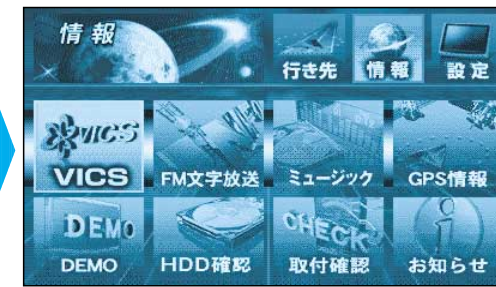 情報
行き先 情報 設定
VICS
VICS FM文字放送 ミュージック GPS情報
DEMO CHECK i
DEMO HDD確認 取付確認 お知らせ